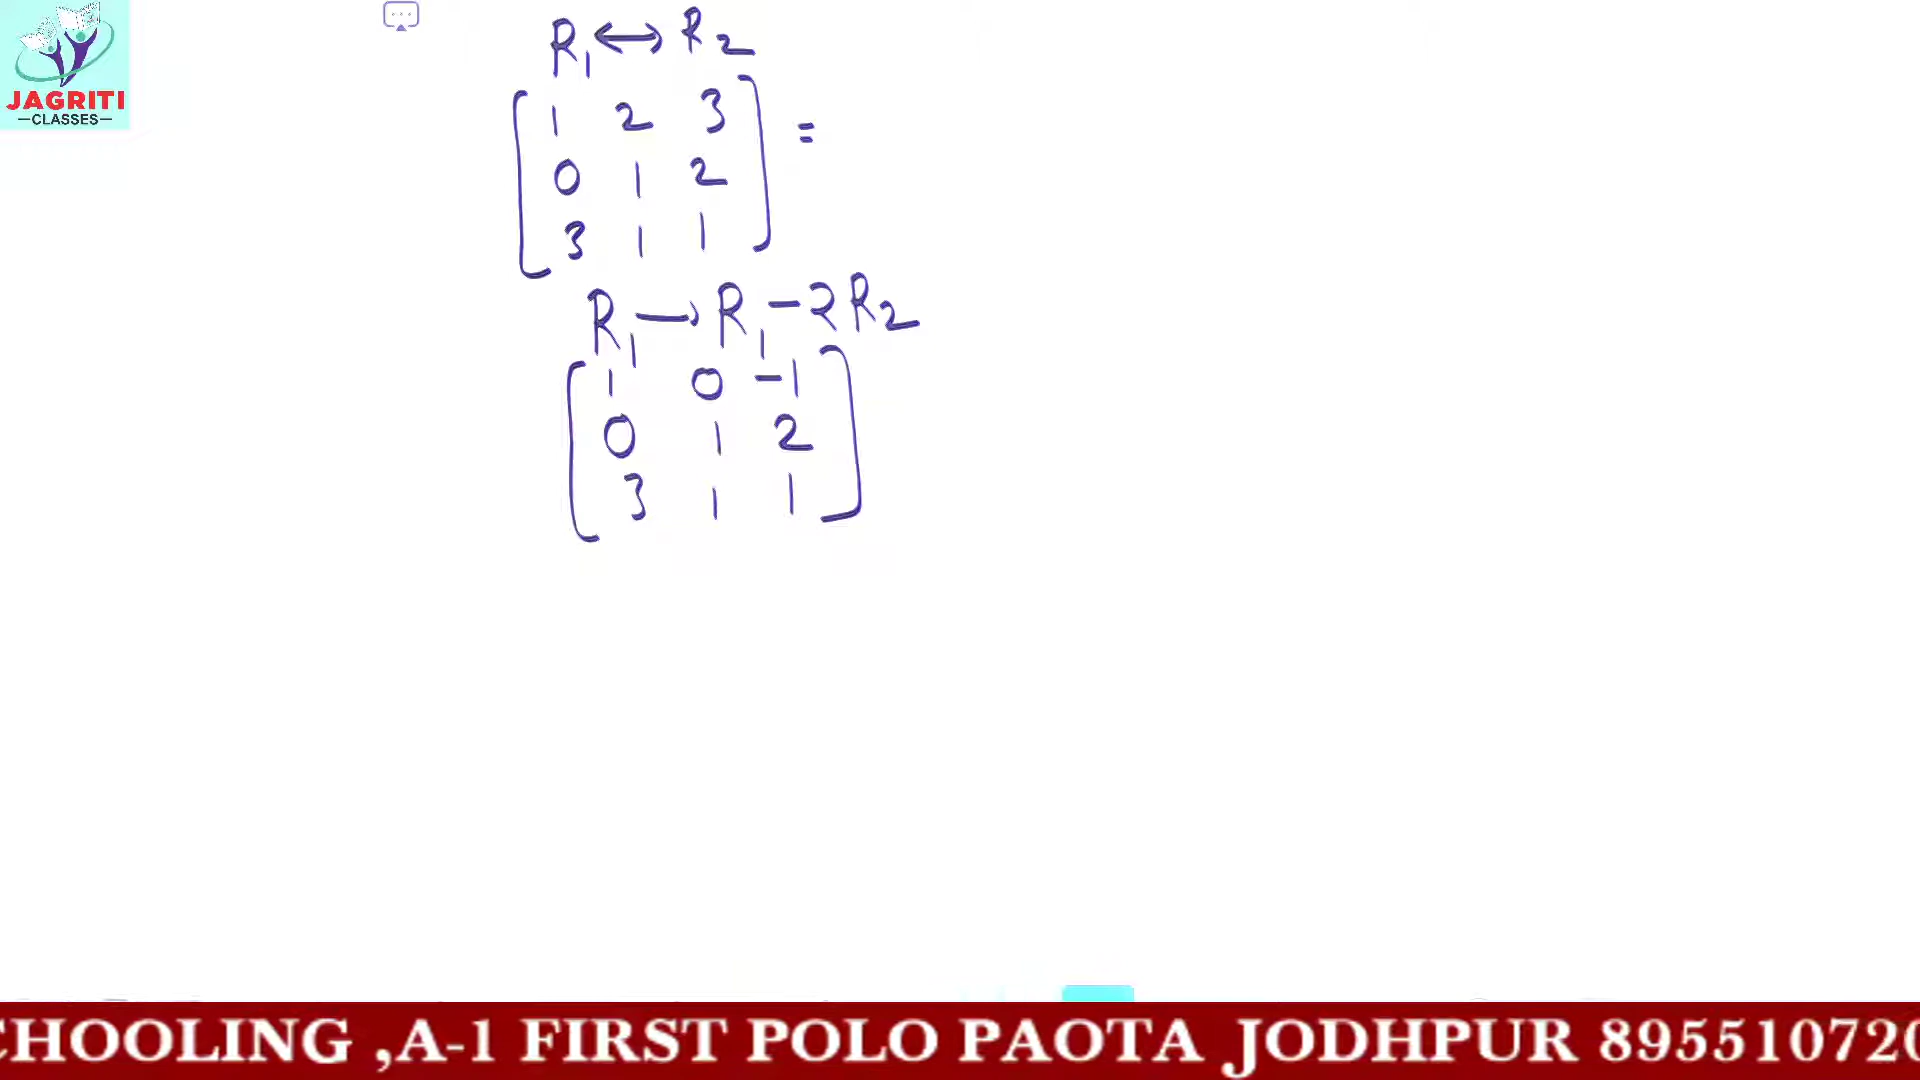 JAGRITI
—CLASSES—
R₁ ↔ R₂
1 2 3
0 1 2 =
3 1 1
R₁ → R₁ - 2R₂
1 0 -1
0 1 2
3 1 1
CHOOLING ,A-1 FIRST POLO PAOTA JODHPUR 895510720